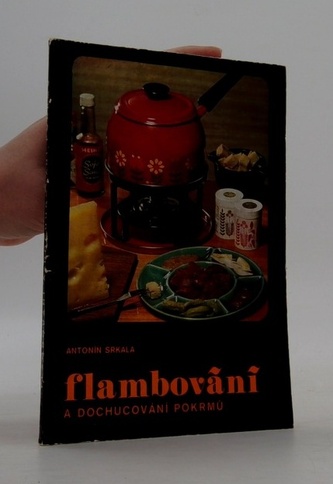 ANTONÍN SRKALA
flambování
A DOCHUCOVÁNÍ POKRMŮ